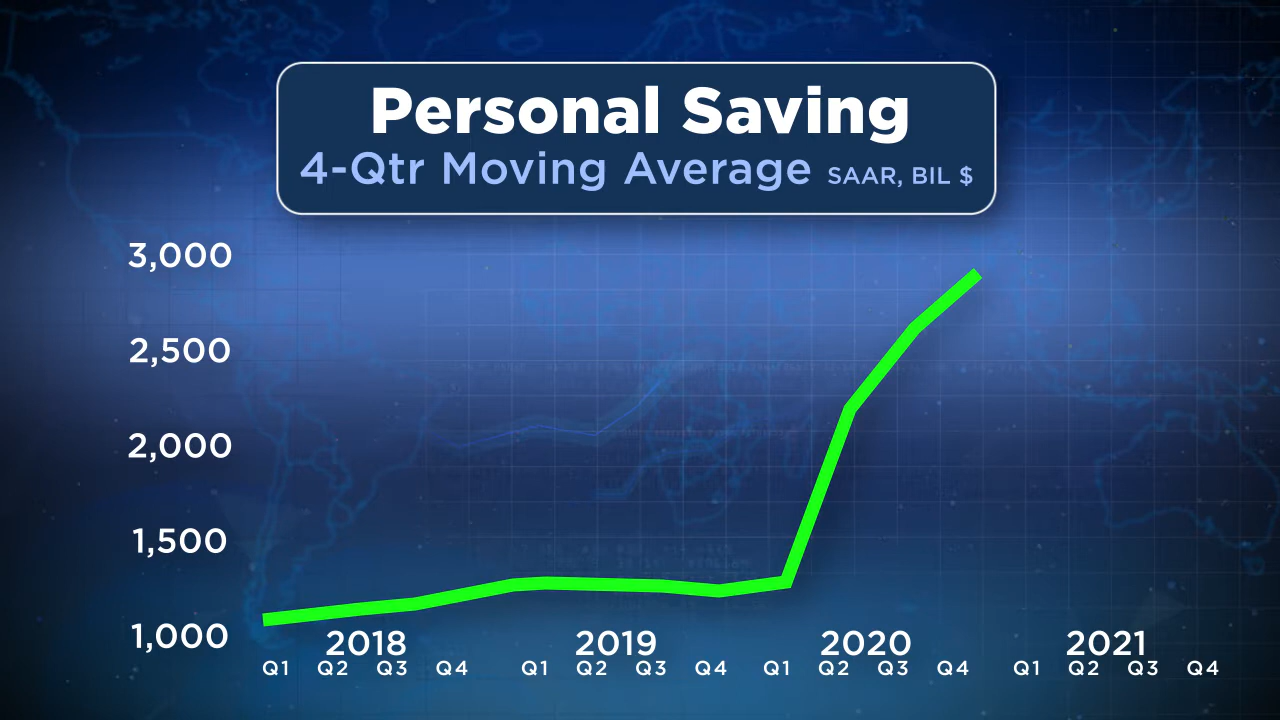 Personal Saving
4-Qtr Moving Average SAAR, BIL $
3,000
2,500
2,000
1,500
1,000
2018 2019 2020 2021
Q1 Q2 Q3 Q4 Q1 Q2 Q3 Q4 Q1 Q2 Q3 Q4 Q1 Q2 Q3 Q4